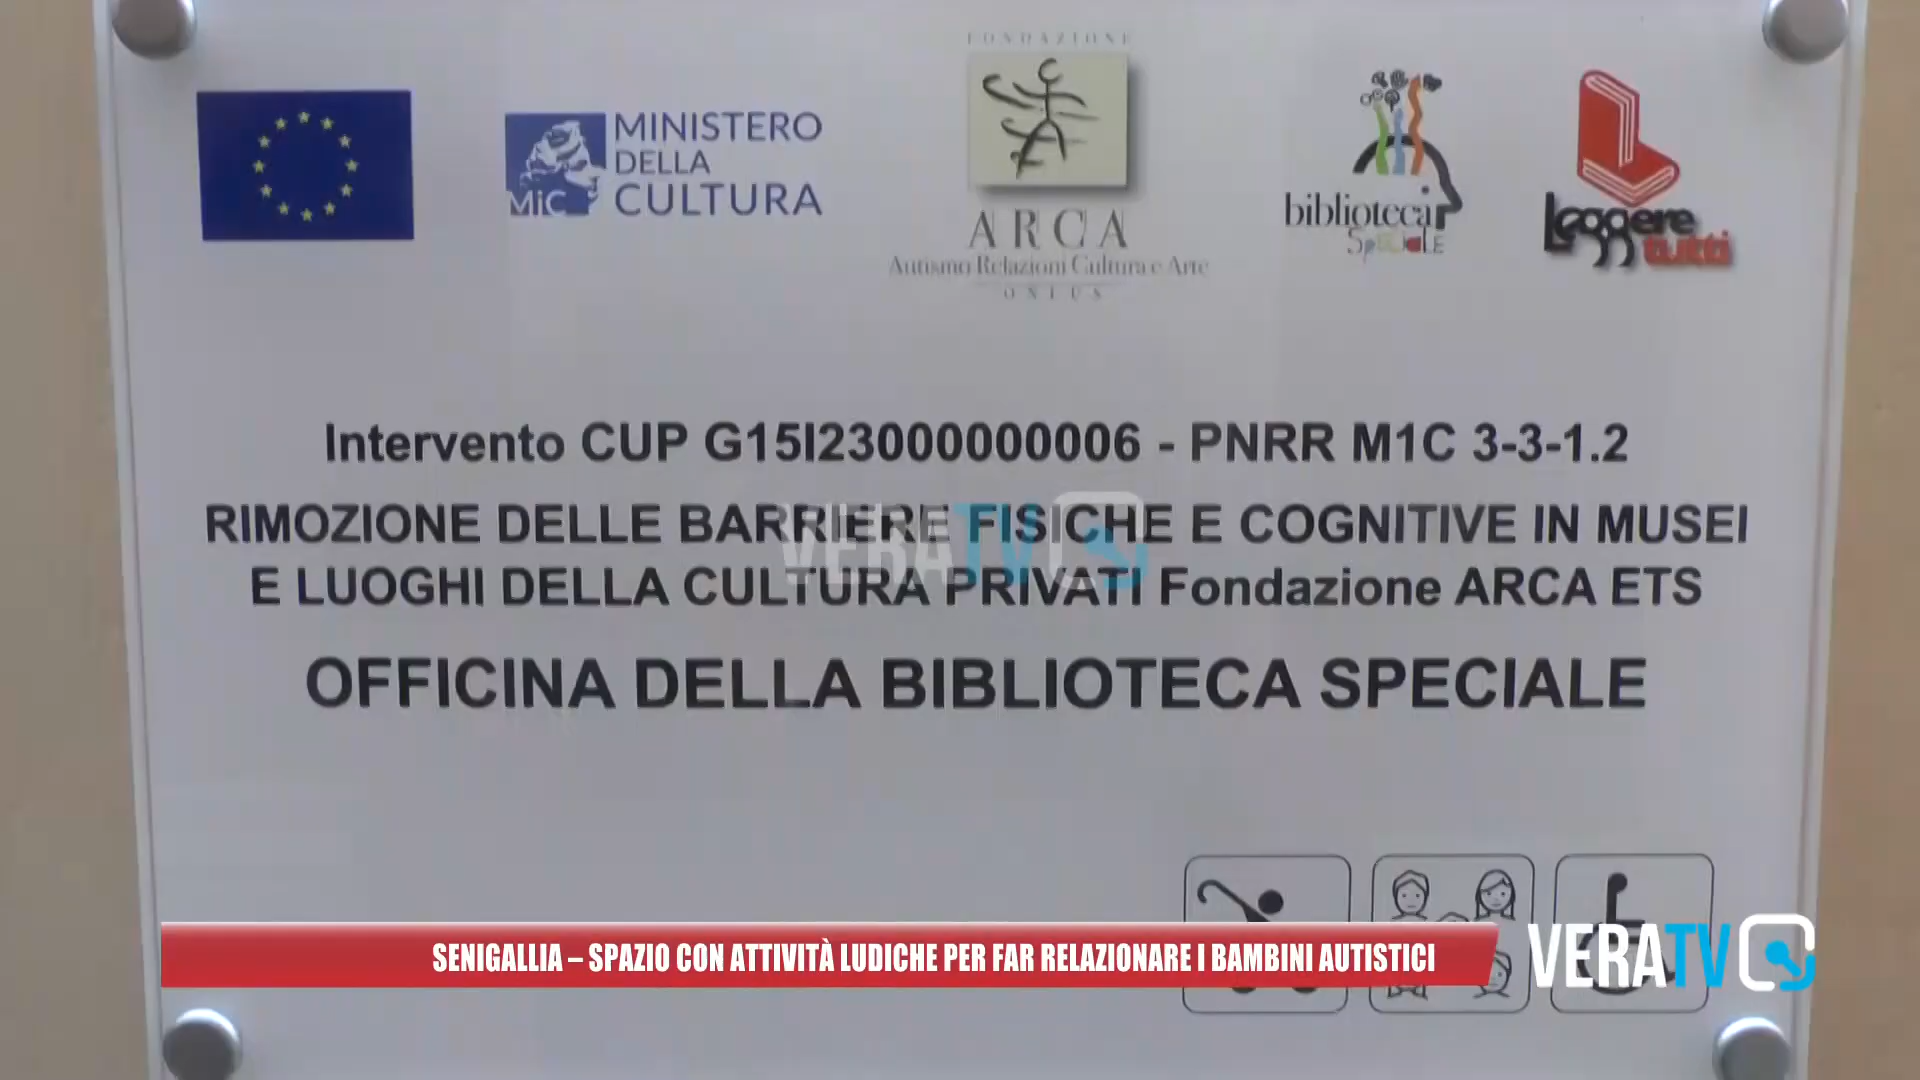 FONDAZIONE
MiC
MINISTERO
DELLA
CULTURA
ARCA
Autismo Relazioni Cultura e Arte
ONLUS
biblioteca
SpeCiaLE
Leggere
tutti
Intervento CUP G15I23000000006 - PNRR M1C 3-3-1.2
RIMOZIONE DELLE BARRIERE FISICHE E COGNITIVE IN MUSEI
E LUOGHI DELLA CULTURA PRIVATI Fondazione ARCA ETS
VERATV
OFFICINA DELLA BIBLIOTECA SPECIALE
SENIGALLIA – SPAZIO CON ATTIVITÀ LUDICHE PER FAR RELAZIONARE I BAMBINI AUTISTICI
VERATV